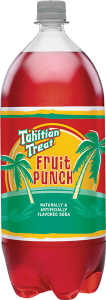 Tahitian
Treat
FRuit
PUNCH
NATURALLY &
ARTIFICIALLY
FLAVORED SODA